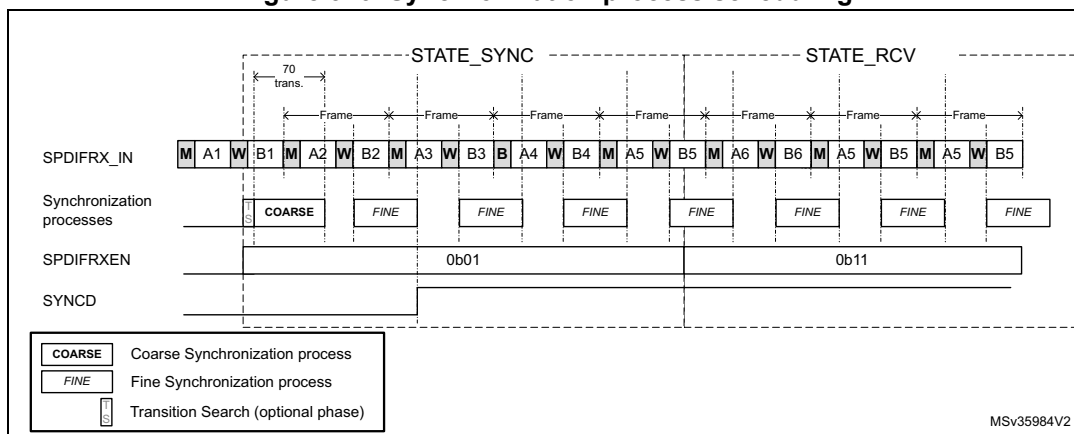 STATE_SYNC STATE_RCV
70
trans.
Frame Frame Frame Frame Frame Frame Frame
SPDIFRX_IN M A1 W B1 M A2 W B2 M A3 W B3 B A4 W B4 M A5 W B5 M A6 W B6 M A5 W B5 M A5 W B5
Synchronization
processes
TS COARSE FINE FINE FINE FINE FINE FINE FINE
SPDIFRXEN 0b01 0b11
SYNCD
COARSE Coarse Synchronization process
FINE Fine Synchronization process
TS Transition Search (optional phase)
MSv35984V2